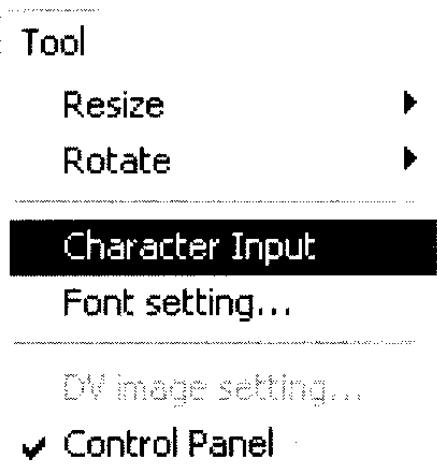 Tool
Resize
Rotate
Character Input
Font setting...
DV image setting...
Control Panel